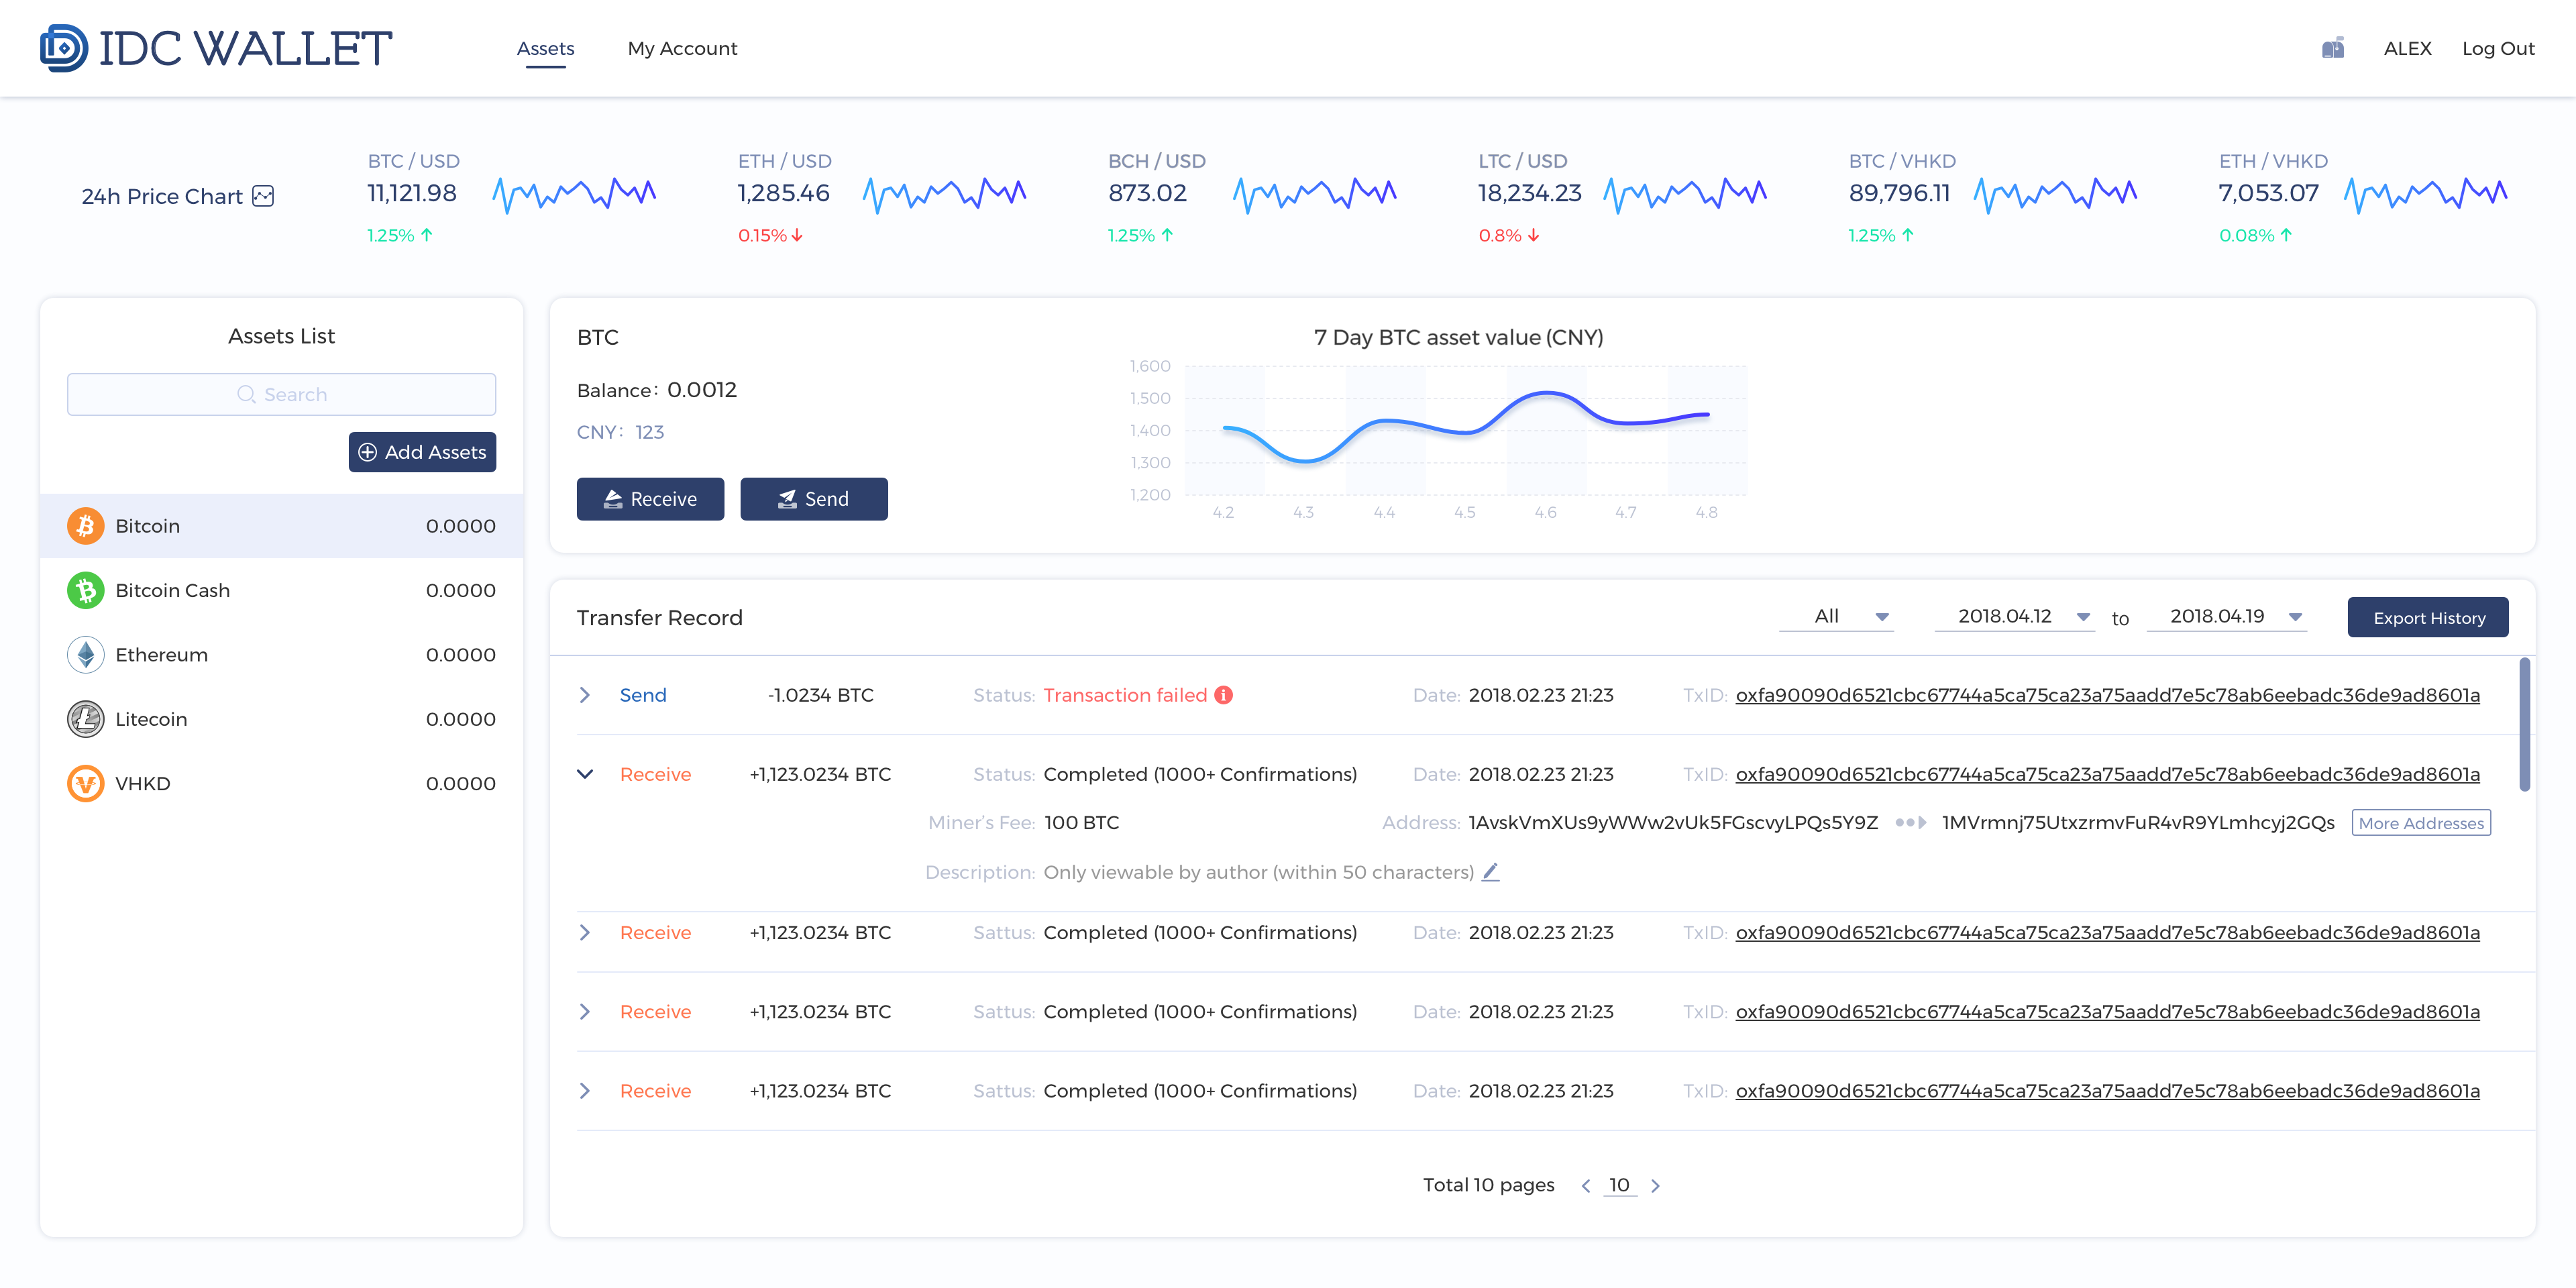 IDC WALLET
Assets
My Account
ALEX
Log Out
24h Price Chart
BTC / USD
11,121.98
1.25%
ETH / USD
1,285.46
0.15%
BCH / USD
873.02
1.25%
LTC / USD
18,234.23
0.8%
BTC / VHKD
89,796.11
1.25%
ETH / VHKD
7,053.07
0.08%
Assets List
Search
Add Assets
Bitcoin 0.0000
Bitcoin Cash 0.0000
Ethereum 0.0000
Litecoin 0.0000
VHKD 0.0000
BTC
Balance: 0.0012
CNY: 123
Receive
Send
7 Day BTC asset value (CNY)
1,600
1,500
1,400
1,300
1,200
4.2 4.3 4.4 4.5 4.6 4.7 4.8
Transfer Record
All
2018.04.12 to 2018.04.19
Export History
Send -1.0234 BTC Status: Transaction failed Date: 2018.02.23 21:23 TxID: oxfa90090d6521cbc67744a5ca75ca23a75aadd7e5c78ab6eebadc36de9ad8601a
Receive +1,123.0234 BTC Status: Completed (1000+ Confirmations) Date: 2018.02.23 21:23 TxID: oxfa90090d6521cbc67744a5ca75ca23a75aadd7e5c78ab6eebadc36de9ad8601a
Miner's Fee: 100 BTC Address: 1AvskVmXUs9yWWw2vUk5FGscvyLPQs5Y9Z 1MVrmnj75UtxzrmvFuR4vR9YLmhcyj2GQs More Addresses
Description: Only viewable by author (within 50 characters)
Receive +1,123.0234 BTC Sattus: Completed (1000+ Confirmations) Date: 2018.02.23 21:23 TxID: oxfa90090d6521cbc67744a5ca75ca23a75aadd7e5c78ab6eebadc36de9ad8601a
Receive +1,123.0234 BTC Sattus: Completed (1000+ Confirmations) Date: 2018.02.23 21:23 TxID: oxfa90090d6521cbc67744a5ca75ca23a75aadd7e5c78ab6eebadc36de9ad8601a
Receive +1,123.0234 BTC Sattus: Completed (1000+ Confirmations) Date: 2018.02.23 21:23 TxID: oxfa90090d6521cbc67744a5ca75ca23a75aadd7e5c78ab6eebadc36de9ad8601a
Total 10 pages 10